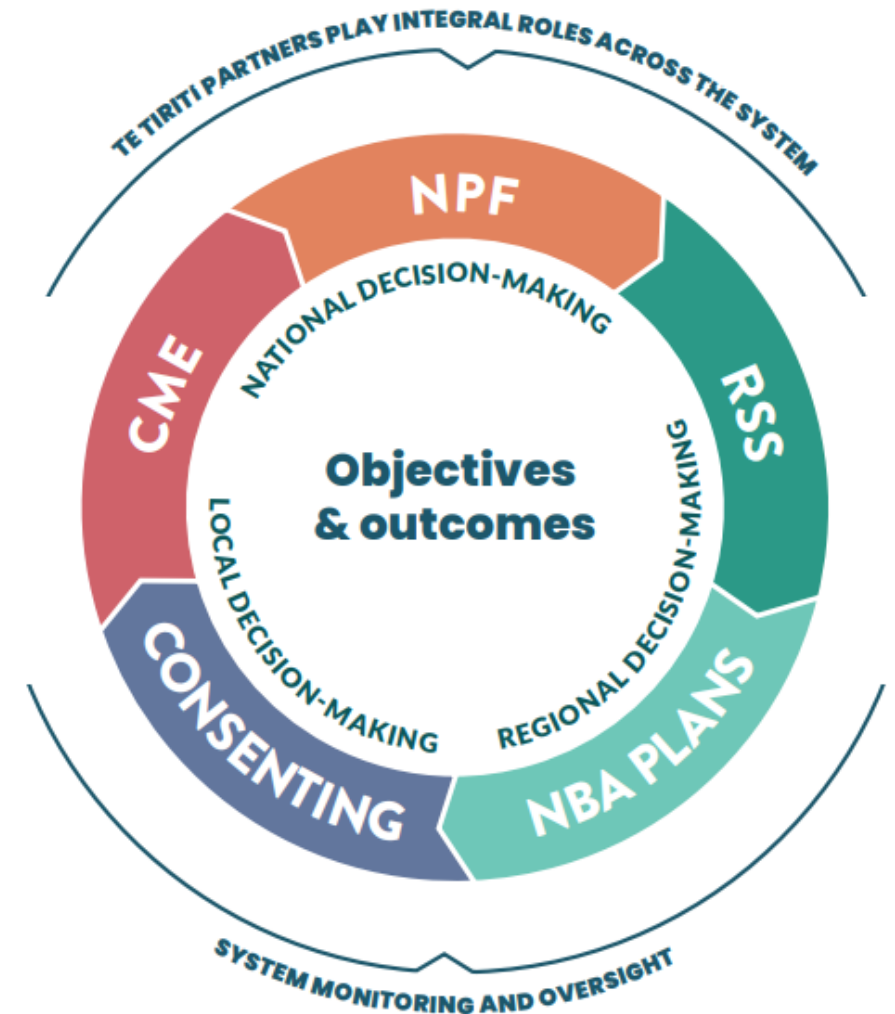 TE TIRITI PARTNERS PLAY INTEGRAL ROLES ACROSS THE SYSTEM
NPF
NATIONAL DECISION-MAKING
RSS
CME
REGIONAL DECISION-MAKING
Objectives
& outcomes
LOCAL DECISION-MAKING
NBA PLANS
CONSENTING
SYSTEM MONITORING AND OVERSIGHT